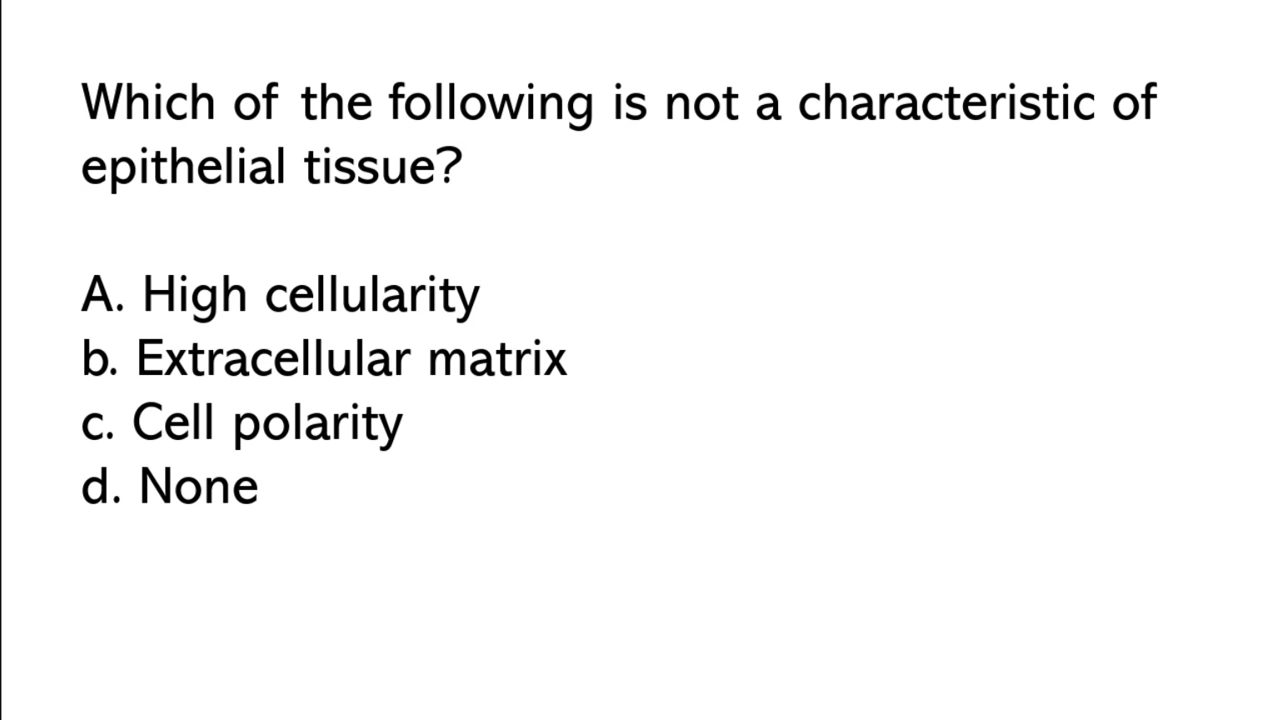 Which of the following is not a characteristic of
epithelial tissue?
A. High cellularity
b. Extracellular matrix
c. Cell polarity
d. None